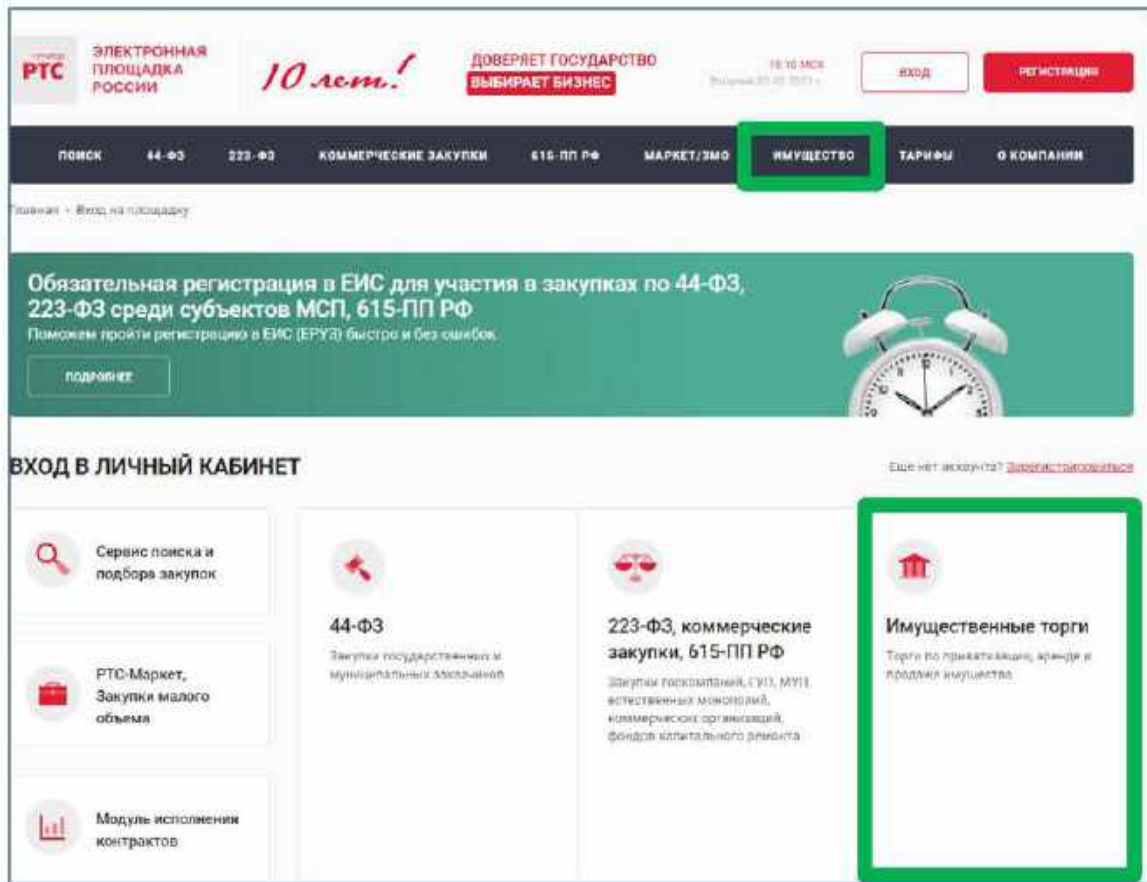 РТС
ЭЛЕКТРОННАЯ
ПЛОЩАДКА
РОССИИ
10 лет!
ДОВЕРЯЕТ ГОСУДАРСТВО
ВЫБИРАЕТ БИЗНЕС
МСК
ВХОД
РЕГИСТРАЦИЯ
ПОИСК 44-ФЗ 223-ФЗ КОММЕРЧЕСКИЕ ЗАКУПКИ 615-ПП РФ МАРКЕТ/ЗМО ИМУЩЕСТВО ТАРИФЫ О КОМПАНИИ
Главная - Вход на площадку
Обязательная регистрация в ЕИС для участия в закупках по 44-ФЗ,
223-ФЗ среди субъектов МСП, 615-ПП РФ
Поможем пройти регистрацию в ЕИС (ЕРУЗ) быстро и без ошибок.
ПОДРОБНЕЕ
ВХОД В ЛИЧНЫЙ КАБИНЕТ
Еще нет аккаунта? Зарегистрироваться
Сервис поиска и
подбора закупок
РТС-Маркет,
Закупки малого
объема
Модуль исполнения
контрактов
44-ФЗ
Закупки государственных и
муниципальных заказчиков
223-ФЗ, коммерческие
закупки, 615-ПП РФ
Закупки госкомпаний, ГУП, МУП,
естественных монополий,
коммерческих организаций,
фондов капитального ремонта
Имущественные торги
Торги по приватизации, аренде и
продаже имущества